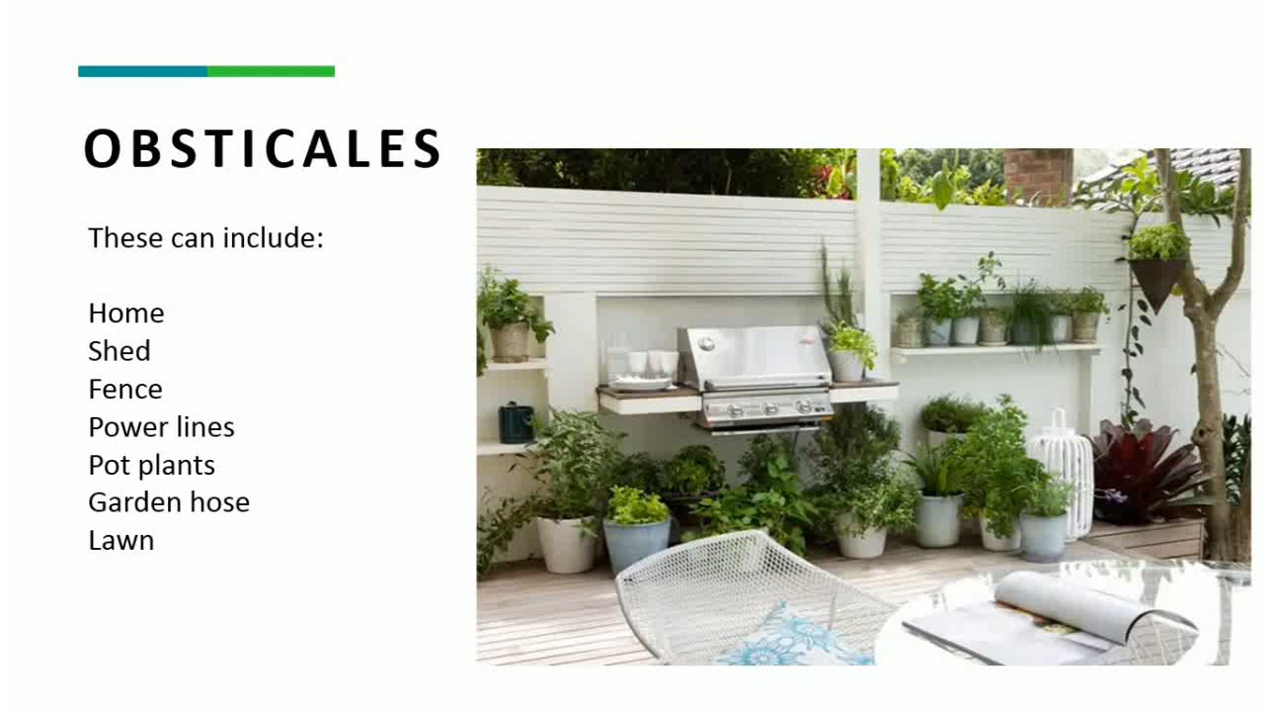 OBSTICALES
These can include:
Home
Shed
Fence
Power lines
Pot plants
Garden hose
Lawn